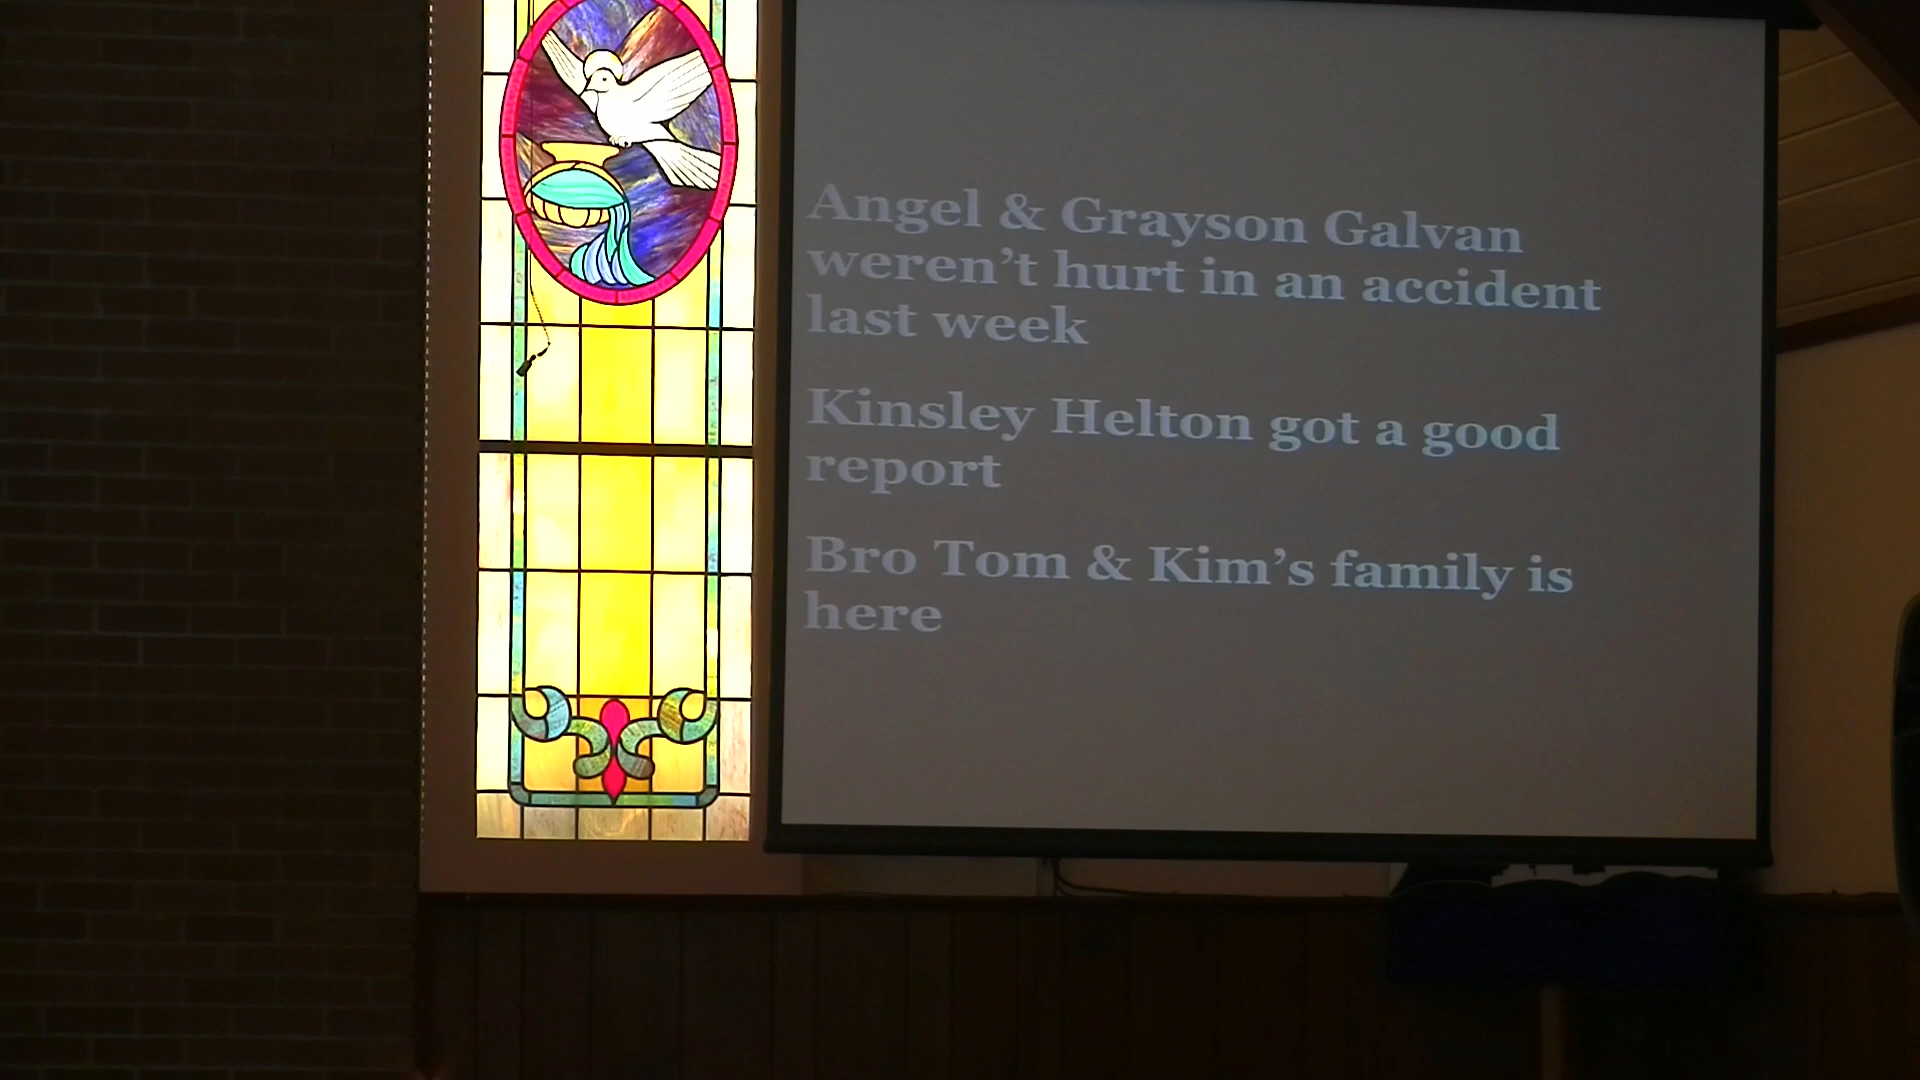 Angel & Grayson Galvan
weren’t hurt in an accident
last week
Kinsley Helton got a good
report
Bro Tom & Kim’s family is
here